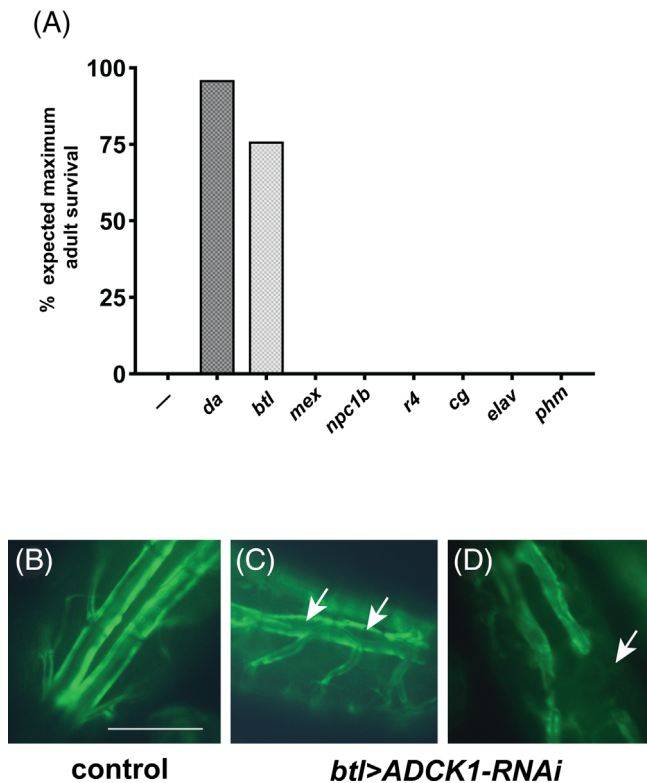 (A)
% expected maximum
adult survival
100
75
50
25
0
—
da
btl
mex
npc1b
r4
cg
elav
phm
(B)
(C)
(D)
control
btl>ADCK1-RNAi